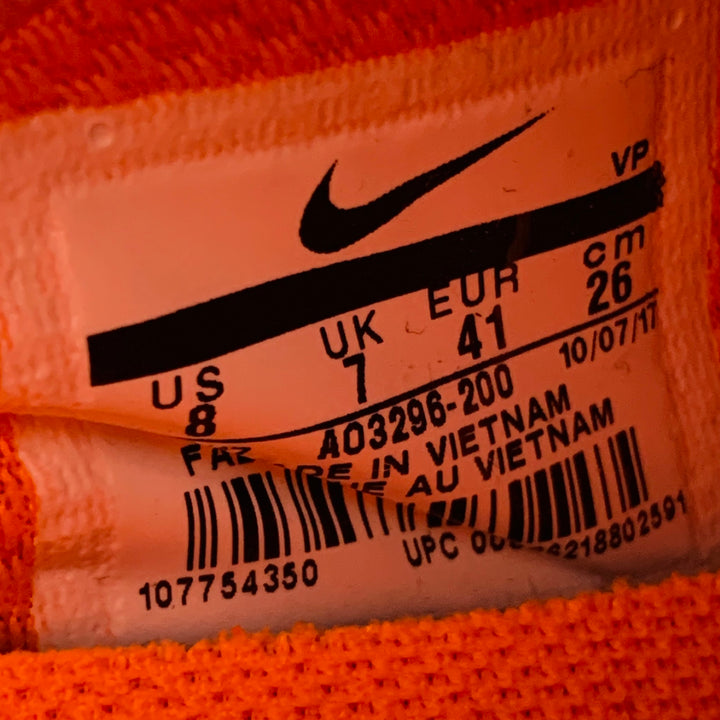 VP
US UK EUR cm
8 7 41 26
10/07/17
AO3296-200
IN VIETNAM
AU VIETNAM
107754350 UPC